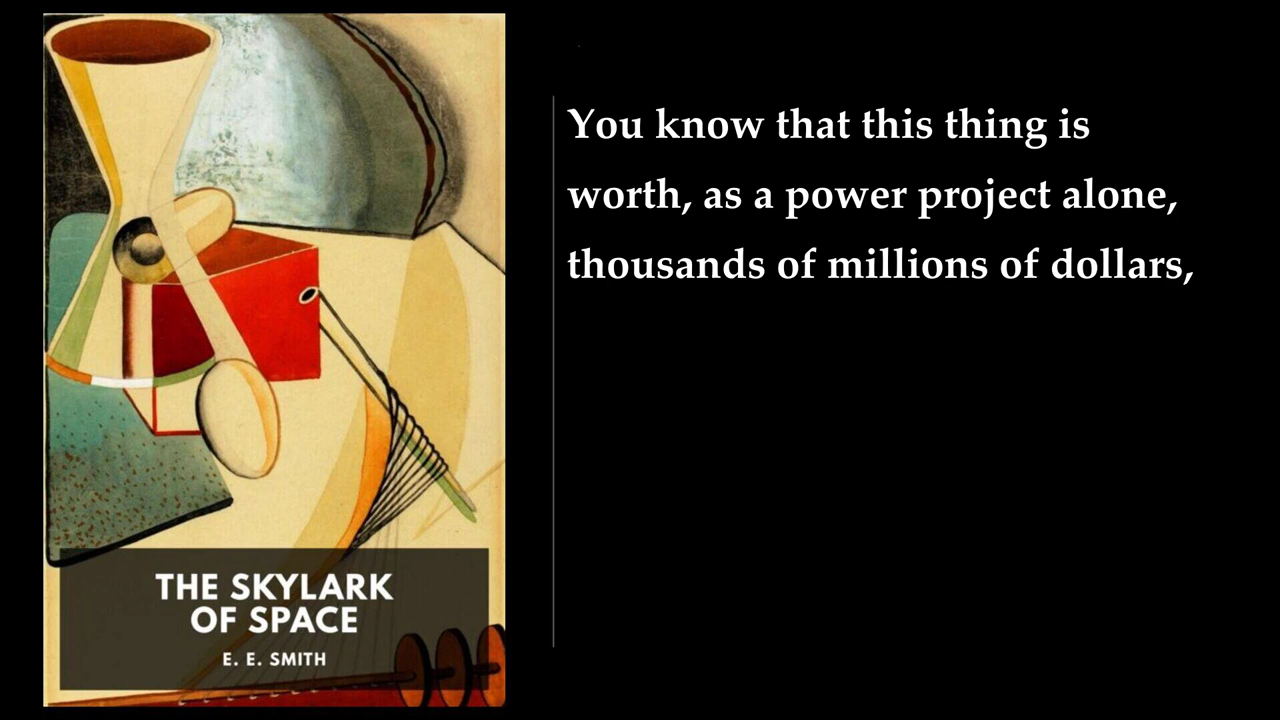 THE SKYLARK
OF SPACE
E. E. SMITH
You know that this thing is
worth, as a power project alone,
thousands of millions of dollars,